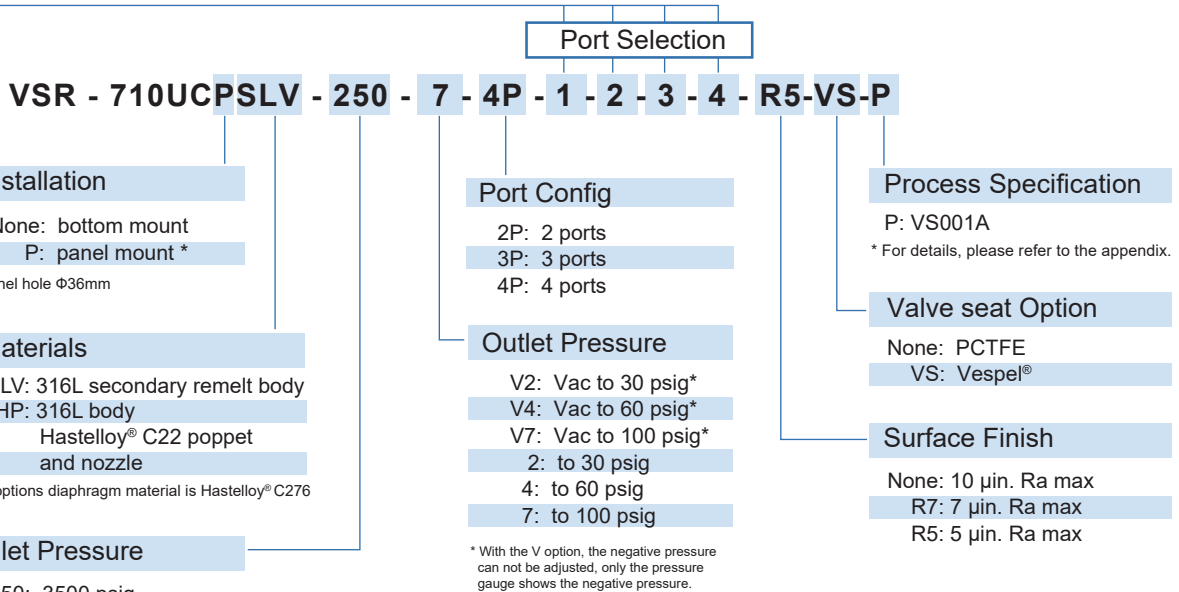 Port Selection
VSR - 710UCPSLV - 250 - 7 - 4P - 1 - 2 - 3 - 4 - R5-VS-P
stallation
None: bottom mount
P: panel mount *
nel hole Φ36mm
aterials
LV: 316L secondary remelt body
HP: 316L body
Hastelloy® C22 poppet
and nozzle
options diaphragm material is Hastelloy® C276
let Pressure
50: 3500 psig
Port Config
2P: 2 ports
3P: 3 ports
4P: 4 ports
Outlet Pressure
V2: Vac to 30 psig*
V4: Vac to 60 psig*
V7: Vac to 100 psig*
2: to 30 psig
4: to 60 psig
7: to 100 psig
* With the V option, the negative pressure
can not be adjusted, only the pressure
gauge shows the negative pressure.
Process Specification
P: VS001A
* For details, please refer to the appendix.
Valve seat Option
None: PCTFE
VS: Vespel®
Surface Finish
None: 10 μin. Ra max
R7: 7 μin. Ra max
R5: 5 μin. Ra max